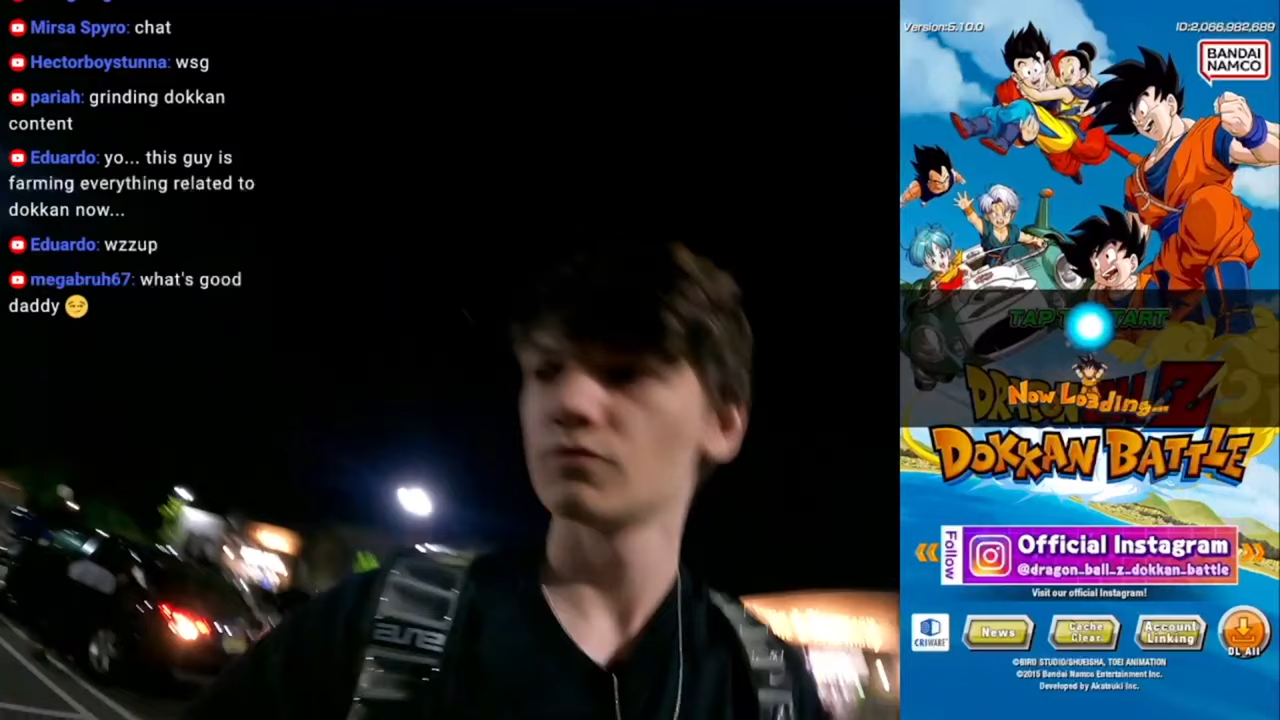 Mirsa Spyro: chat
Hectorboystunna: wsg
pariah: grinding dokkan
content
Eduardo: yo... this guy is
farming everything related to
dokkan now...
Eduardo: wzzup
megabruh67: what's good
daddy 😏
Version:5.10.0
ID:2,066,982,689
BANDAI
NAMCO
DRAGON BALL Z
Now Loading...
DOKKAN BATTLE
Follow
Official Instagram
@dragon_ball_z_dokkan_battle
Visit our official Instagram!
CRIWARE
News
Cache
Clear
Account
Linking
DL_All
©BIRD STUDIO/SHUEISHA, TOEI ANIMATION
©2015 Bandai Namco Entertainment Inc.
Developed by Akatsuki Inc.